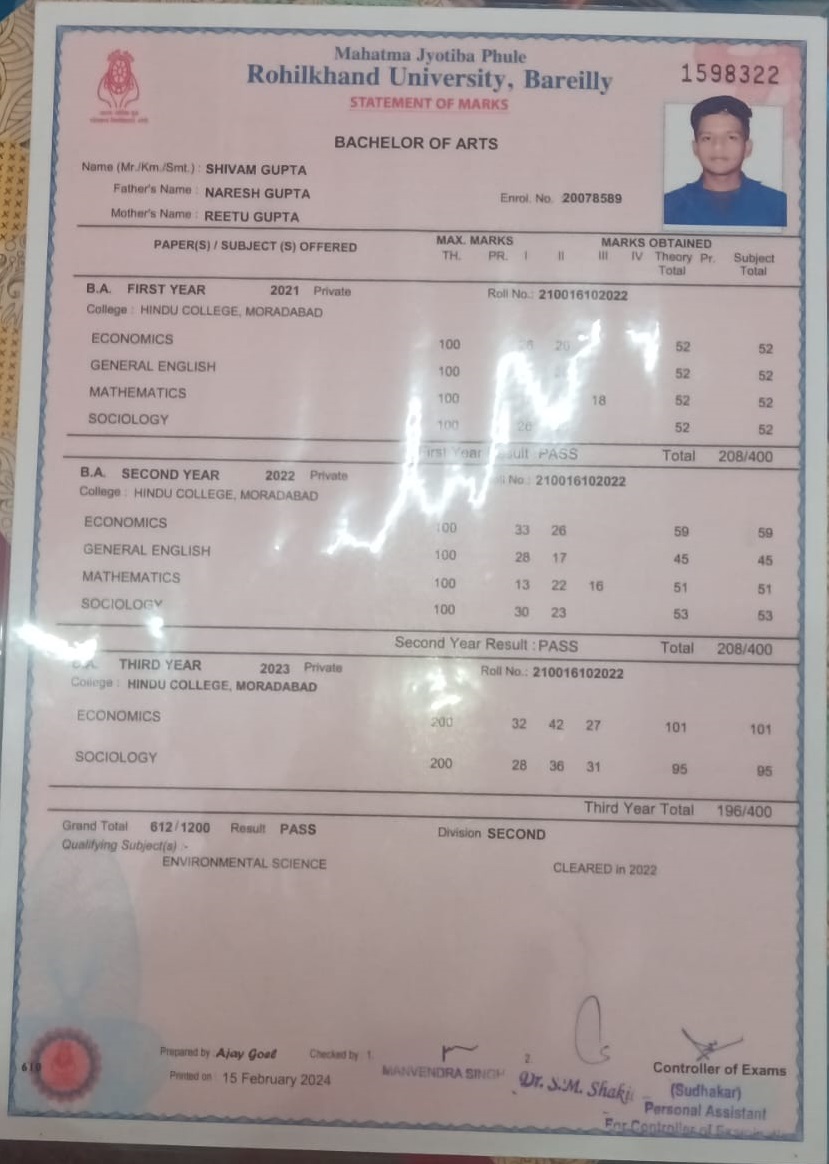 Mahatma Jyotiba Phule
Rohilkhand University, Bareilly
1598322
STATEMENT OF MARKS
BACHELOR OF ARTS
Name (Mr./Km./Smt.) : SHIVAM GUPTA
Father's Name : NARESH GUPTA
Enrol. No. 20078589
Mother's Name : REETU GUPTA
PAPER(S) / SUBJECT (S) OFFERED MAX. MARKS MARKS OBTAINED
TH. PR. I II III IV Theory Total Pr. Subject Total
B.A. FIRST YEAR 2021 Private Roll No.: 210016102022
College : HINDU COLLEGE, MORADABAD
ECONOMICS 100 52 52
GENERAL ENGLISH 100 52 52
MATHEMATICS 100 18 52 52
SOCIOLOGY 100 52 52
First Year Result : PASS Total 208/400
B.A. SECOND YEAR 2022 Private No.: 210016102022
College : HINDU COLLEGE, MORADABAD
ECONOMICS 100 33 26 59 59
GENERAL ENGLISH 100 28 17 45 45
MATHEMATICS 100 13 22 16 51 51
SOCIOLOGY 100 30 23 53 53
Second Year Result : PASS Total 208/400
B.A. THIRD YEAR 2023 Private Roll No.: 210016102022
College : HINDU COLLEGE, MORADABAD
ECONOMICS 200 32 42 27 101 101
SOCIOLOGY 200 28 36 31 95 95
Third Year Total 196/400
Grand Total 612/1200 Result PASS Division SECOND
Qualifying Subject(s) :-
ENVIRONMENTAL SCIENCE CLEARED in 2022
Prepared by : Ajay Goel Checked by : 1. 2.
Printed on : 15 February 2024
MANVENDRA SINGH
Dr. S.M. Shaki
Controller of Exams
(Sudhakar)
Personal Assistant
For Controller of